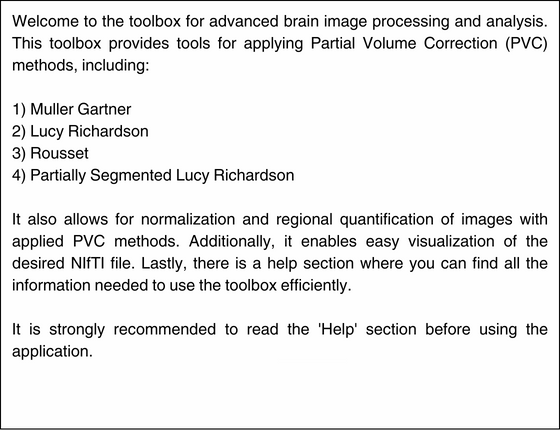 Welcome to the toolbox for advanced brain image processing and analysis.
This toolbox provides tools for applying Partial Volume Correction (PVC)
methods, including:
1) Muller Gartner
2) Lucy Richardson
3) Rousset
4) Partially Segmented Lucy Richardson
It also allows for normalization and regional quantification of images with
applied PVC methods. Additionally, it enables easy visualization of the
desired NIfTI file. Lastly, there is a help section where you can find all the
information needed to use the toolbox efficiently.
It is strongly recommended to read the 'Help' section before using the
application.